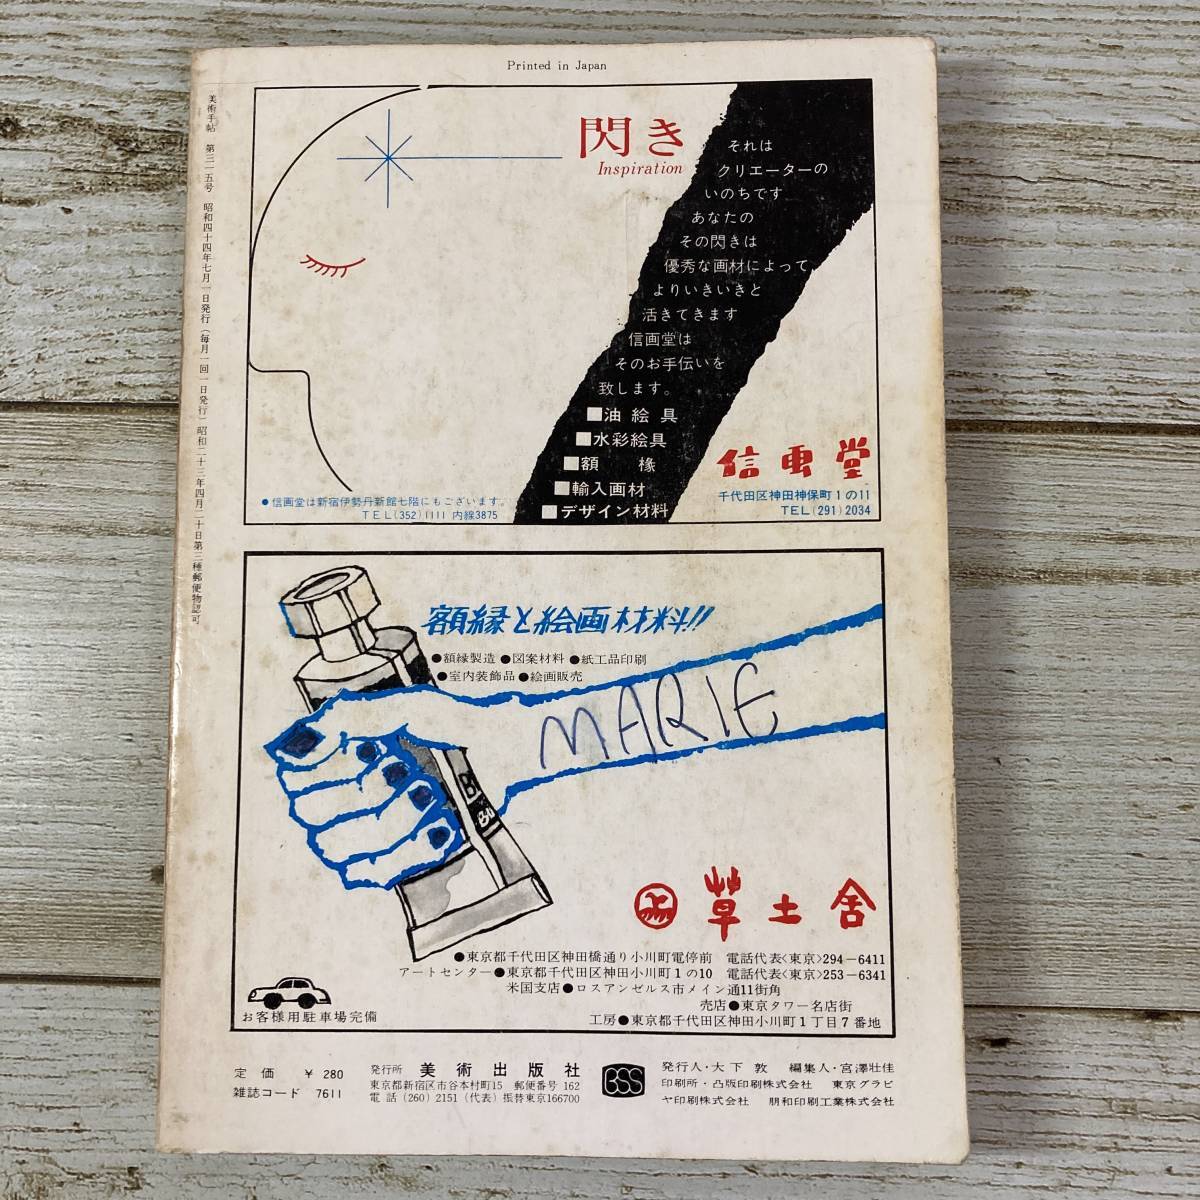 Printed in Japan
美術手帖　第三一五号　昭和四十四年七月一日発行（毎月一回一日発行）昭和二十三年四月二十日第三種郵便物認可
閃き
Inspiration
それは
クリエーターの
いのちです
あなたの
その閃きは
優秀な画材によって
よりいきいきと
活きてきます
信画堂は
そのお手伝いを
致します。
■油絵具
■水彩絵具
■額　椽
■輸入画材
■デザイン材料
信画堂
千代田区神田神保町1の11
TEL(291)2034
●信画堂は新宿伊勢丹新館七階にもございます。
TEL(352)1111 内線3875
額縁と絵画材料!!
●額縁製造 ●図案材料 ●紙工品印刷
●室内装飾品 ●絵画販売
MARIE
草土舎
●東京都千代田区神田橋通り小川町電停前　電話代表<東京>294-6411
アートセンター●東京都千代田区神田小川町1の10　電話代表<東京>253-6341
米国支店●ロスアンゼルス市メイン通11街角
売店●東京タワー名店街
工房●東京都千代田区神田小川町1丁目7番地
お客様用駐車場完備
定価　¥ 280
雑誌コード　7611
発行所　美術出版社
東京都新宿区市谷本村町15　郵便番号 162
電話 (260) 2151 (代表) 振替東京166700
BSS
発行人・大下敦　編集人・宮澤壮佳
印刷所・凸版印刷株式会社　東京グラビ
ヤ印刷株式会社　朋和印刷工業株式会社